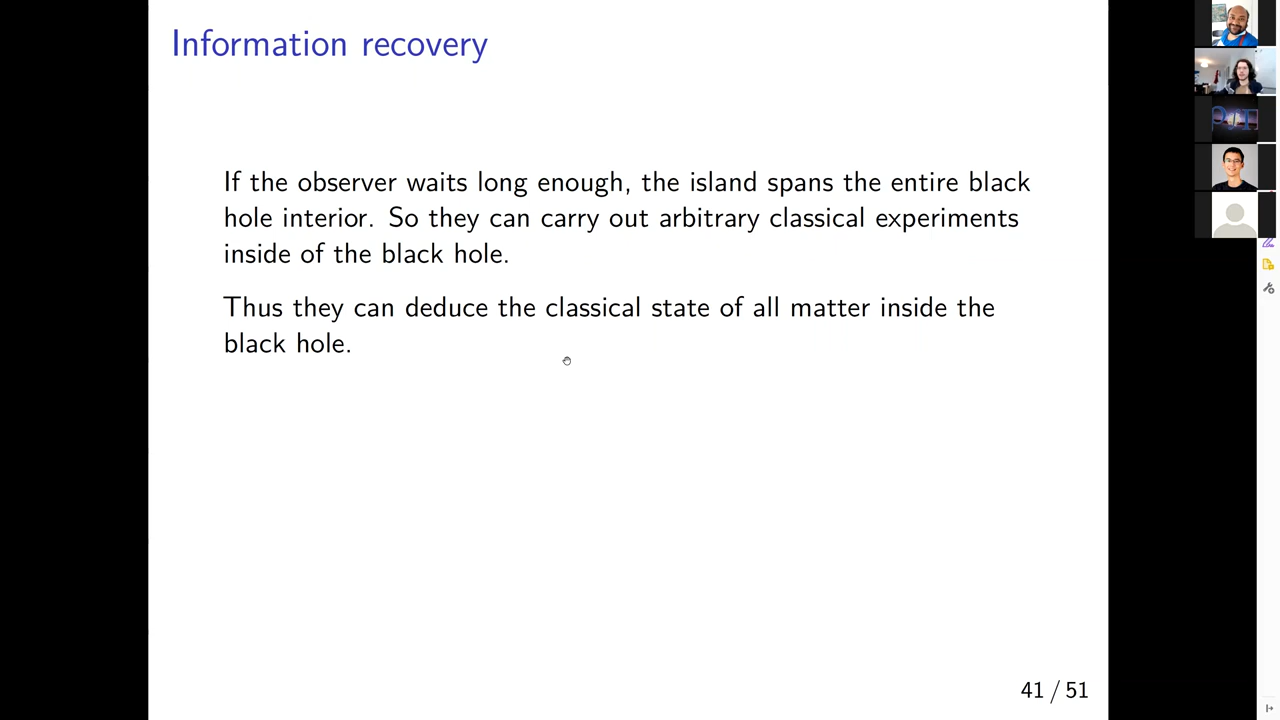 Information recovery
If the observer waits long enough, the island spans the entire black
hole interior. So they can carry out arbitrary classical experiments
inside of the black hole.
Thus they can deduce the classical state of all matter inside the
black hole.
41 / 51